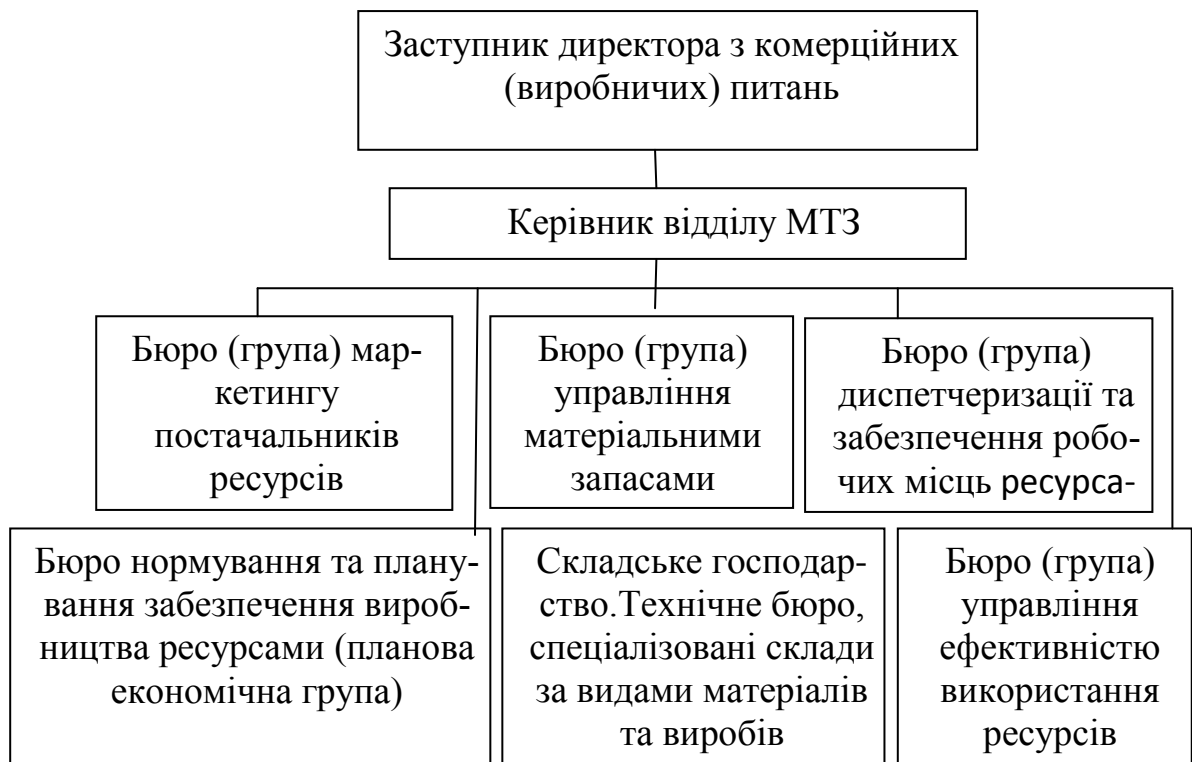 Заступник директора з комерційних
(виробничих) питань
Керівник відділу МТЗ
Бюро (група) мар-
кетингу
постачальників
ресурсів
Бюро (група)
управління
матеріальними
запасами
Бюро (група)
диспетчеризації та
забезпечення робо-
чих місць ресурса-
Бюро нормування та плану-
вання забезпечення вироб-
ництва ресурсами (планова
економічна група)
Складське господар-
ство.Технічне бюро,
спеціалізовані склади
за видами матеріалів
та виробів
Бюро (група)
управління
ефективністю
використання
ресурсів